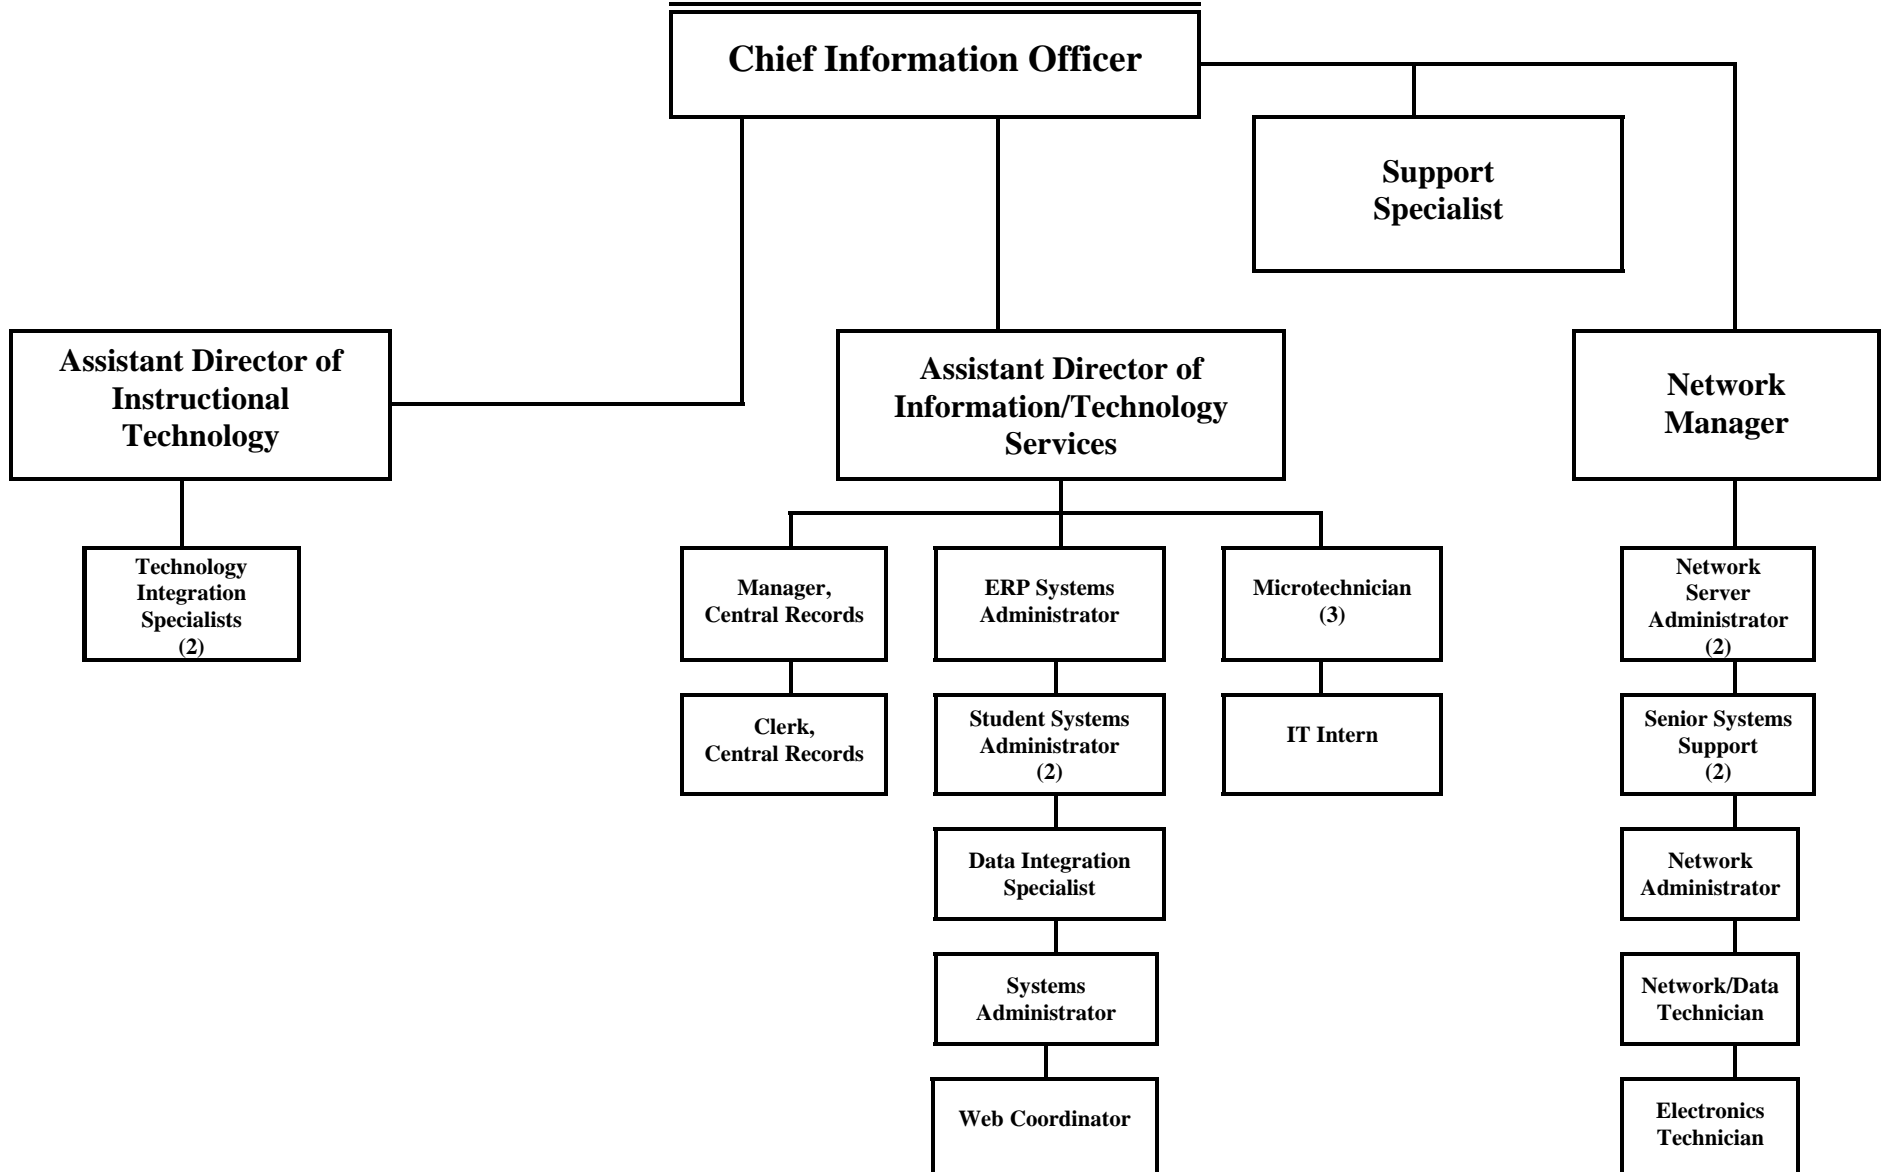 Chief Information Officer
Support
Specialist
Assistant Director of
Instructional
Technology
Assistant Director of
Information/Technology
Services
Network
Manager
Technology
Integration
Specialists
(2)
Manager,
Central Records
ERP Systems
Administrator
Microtechnician
(3)
Network
Server
Administrator
(2)
Clerk,
Central Records
Student Systems
Administrator
(2)
IT Intern
Senior Systems
Support
(2)
Data Integration
Specialist
Network
Administrator
Systems
Administrator
Network/Data
Technician
Web Coordinator
Electronics
Technician